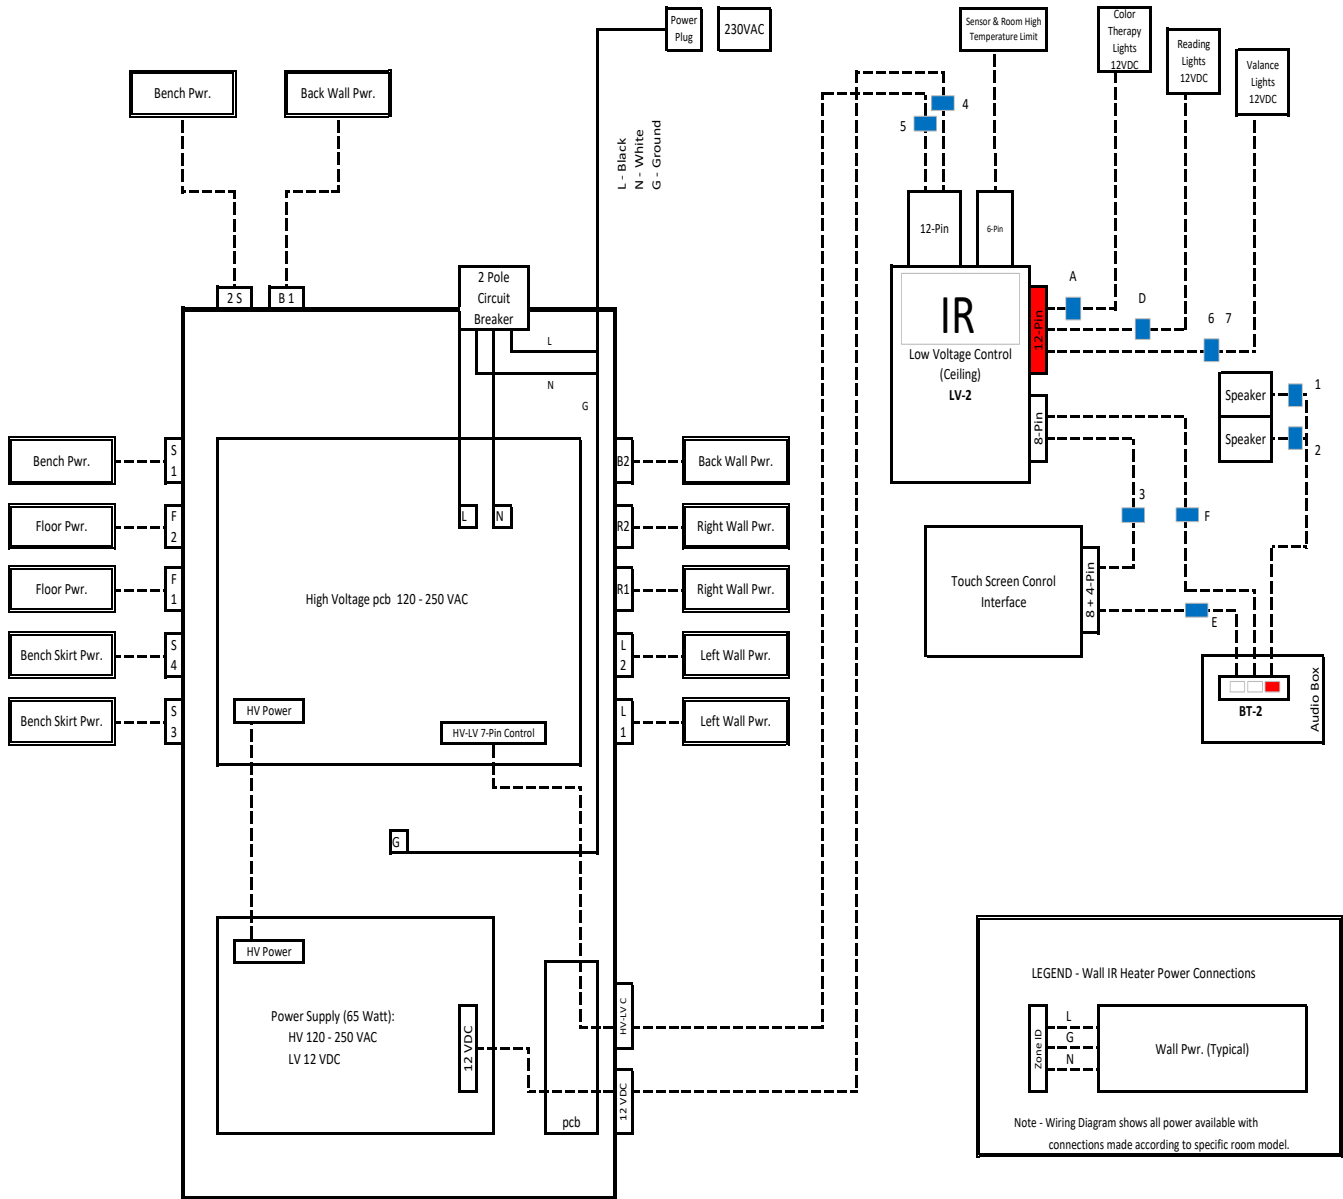 Power
Plug
230VAC
Sensor & Room High
Temperature Limit
Color
Therapy
Lights
12VDC
Reading
Lights
12VDC
Valance
Lights
12VDC
Bench Pwr.
Back Wall Pwr.
4
5
L - Black
N - White
G - Ground
12-Pin
6-Pin
2 S
B 1
2 Pole
Circuit
Breaker
L
N
G
IR
Low Voltage Control
(Ceiling)
LV-2
12-Pin
8-Pin
A
D
6 7
Speaker
1
Speaker
2
Bench Pwr.
S
1
Floor Pwr.
F
2
Floor Pwr.
F
1
Bench Skirt Pwr.
S
4
Bench Skirt Pwr.
S
3
L
N
High Voltage pcb 120 - 250 VAC
HV Power
HV-LV 7-Pin Control
B2
Back Wall Pwr.
R2
Right Wall Pwr.
R1
Right Wall Pwr.
L
2
Left Wall Pwr.
L
1
Left Wall Pwr.
3
F
Touch Screen Conrol
Interface
8 + 4-Pin
E
BT-2
Audio Box
G
HV Power
Power Supply (65 Watt):
HV 120 - 250 VAC
LV 12 VDC
12 VDC
pcb
HV-LV C
12 VDC
LEGEND - Wall IR Heater Power Connections
Zone ID
L
G
N
Wall Pwr. (Typical)
Note - Wiring Diagram shows all power available with
connections made according to specific room model.